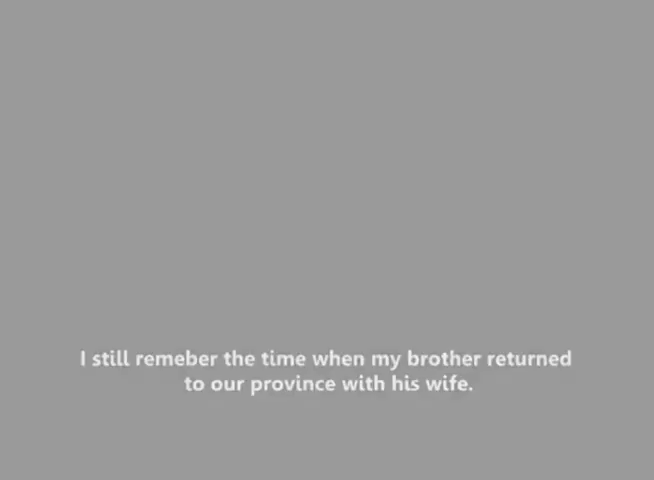 I still remeber the time when my brother returned
to our province with his wife.